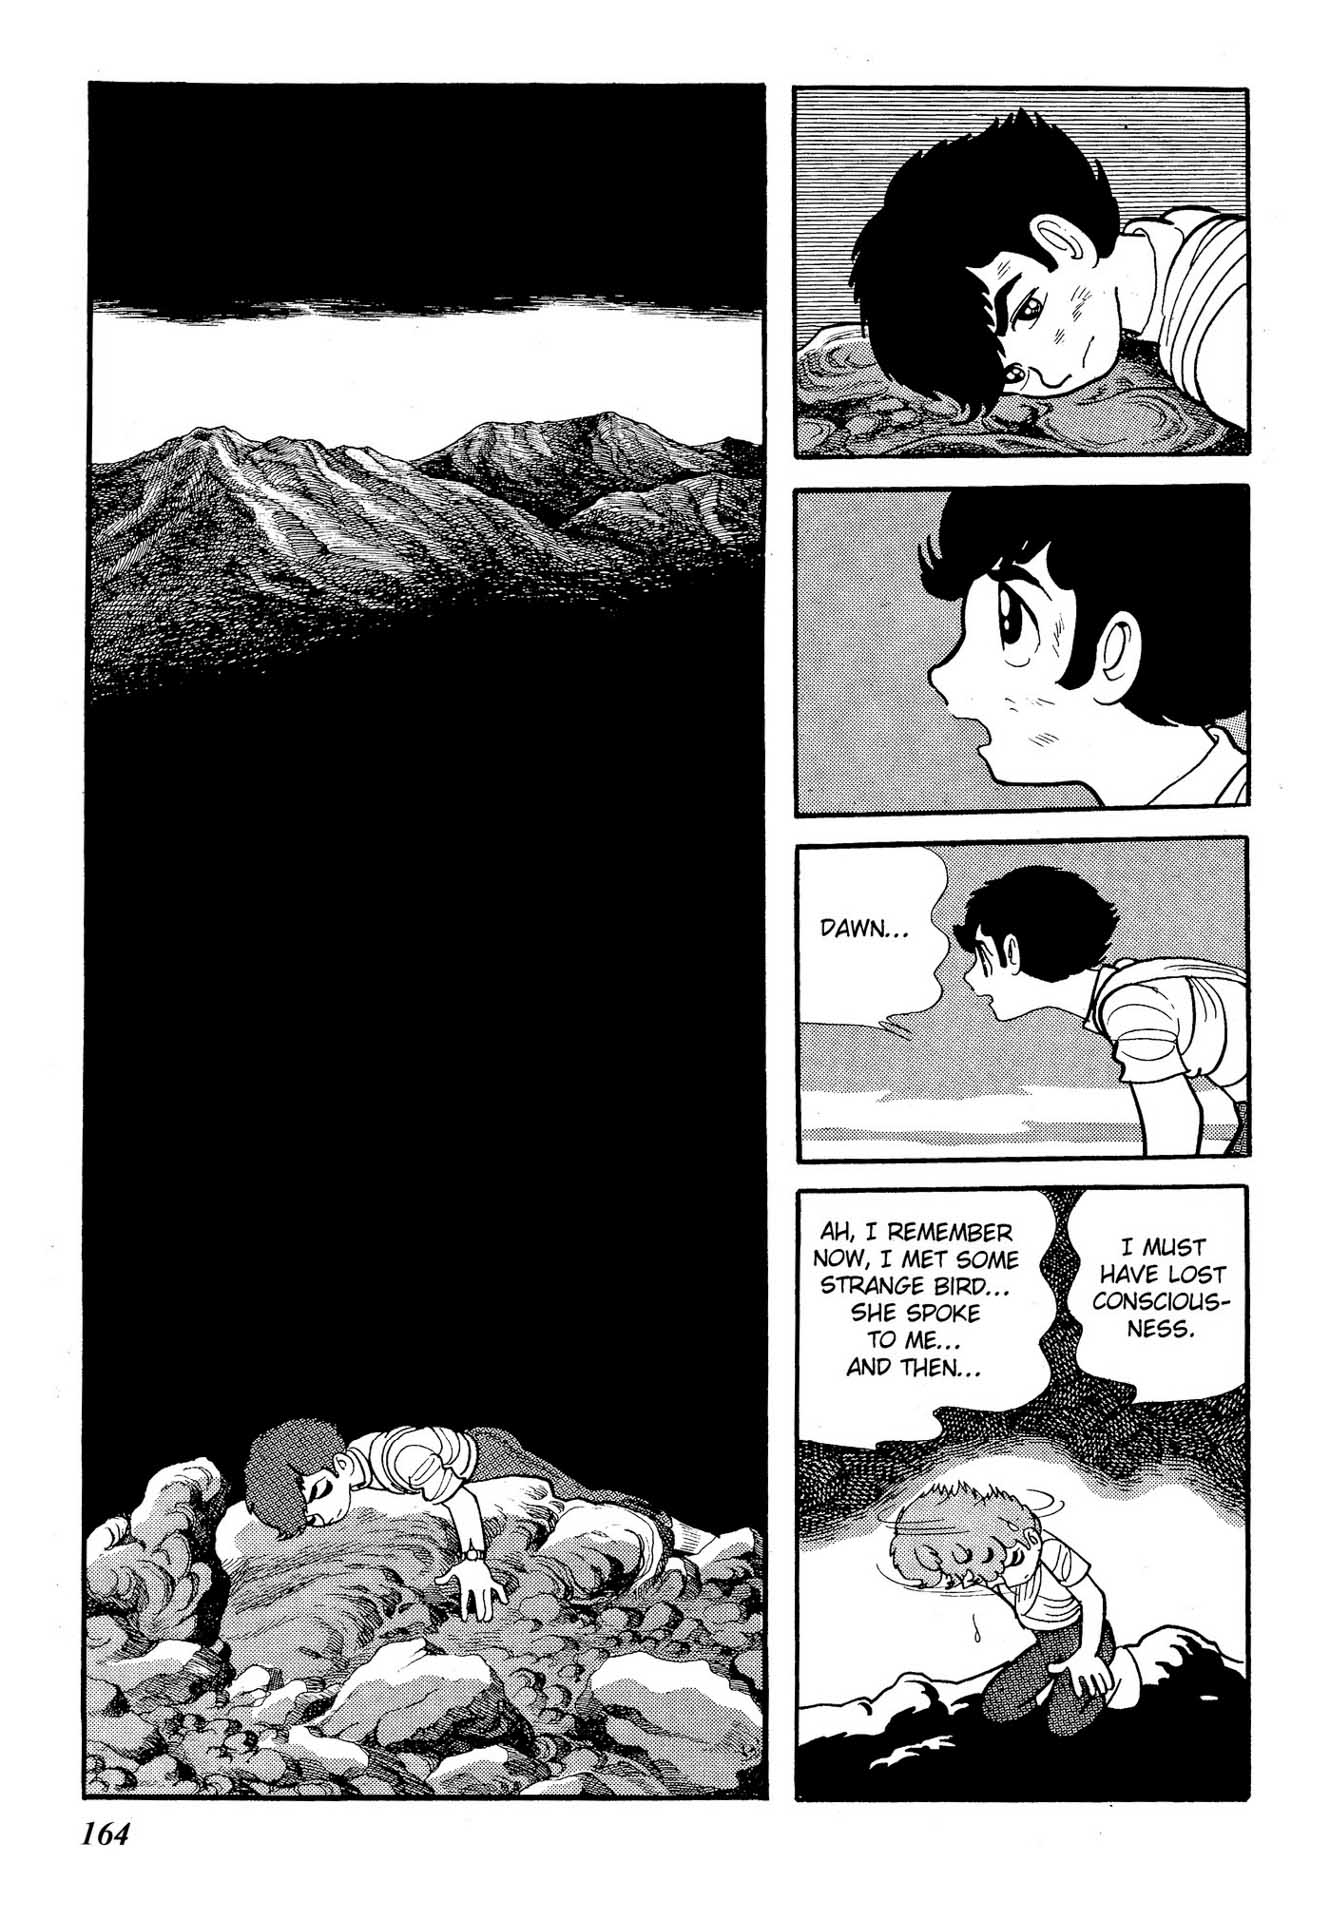 DAWN...
I MUST
HAVE LOST
CONSCIOUS-
NESS.
AH, I REMEMBER
NOW, I MET SOME
STRANGE BIRD...
SHE SPOKE
TO ME...
AND THEN...
164